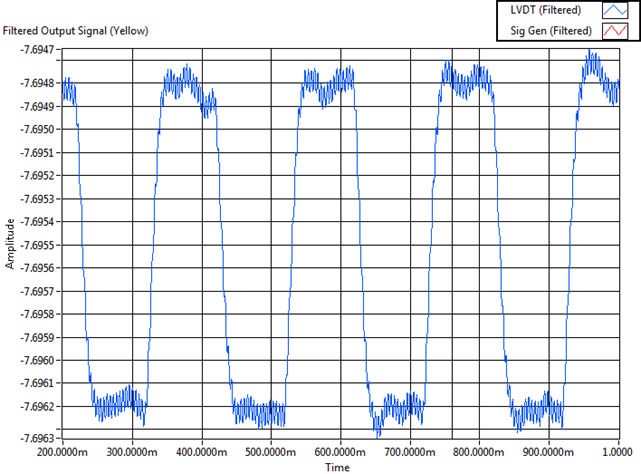 LVDT (Filtered)
Sig Gen (Filtered)
Filtered Output Signal (Yellow)
-7.6947
-7.6948
-7.6949
-7.6950
-7.6951
-7.6952
-7.6953
-7.6954
-7.6955
-7.6956
-7.6957
-7.6958
-7.6959
-7.6960
-7.6961
-7.6962
-7.6963
Amplitude
200.0000m 300.0000m 400.0000m 500.0000m 600.0000m 700.0000m 800.0000m 900.0000m 1.0000
Time